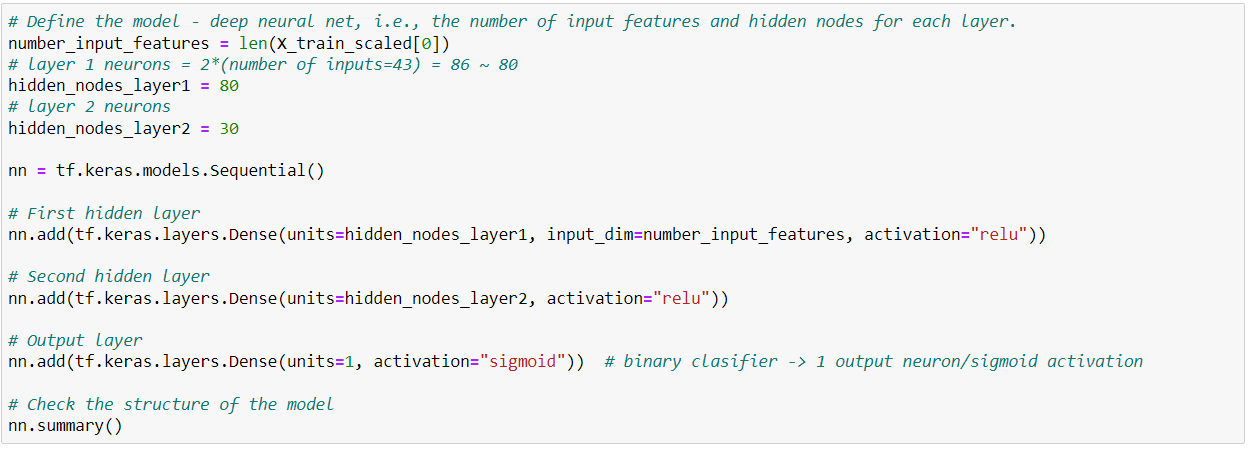 # Define the model - deep neural net, i.e., the number of input features and hidden nodes for each layer.
number_input_features = len(X_train_scaled[0])
# layer 1 neurons = 2*(number of inputs=43) = 86 ~ 80
hidden_nodes_layer1 = 80
# layer 2 neurons
hidden_nodes_layer2 = 30
nn = tf.keras.models.Sequential()
# First hidden layer
nn.add(tf.keras.layers.Dense(units=hidden_nodes_layer1, input_dim=number_input_features, activation="relu"))
# Second hidden layer
nn.add(tf.keras.layers.Dense(units=hidden_nodes_layer2, activation="relu"))
# Output layer
nn.add(tf.keras.layers.Dense(units=1, activation="sigmoid"))  # binary clasifier -> 1 output neuron/sigmoid activation
# Check the structure of the model
nn.summary()